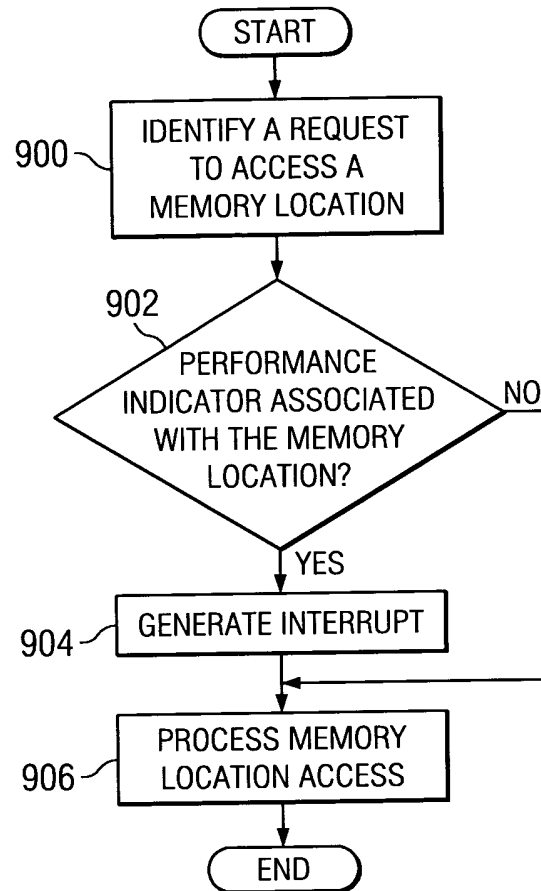 START
900
IDENTIFY A REQUEST
TO ACCESS A
MEMORY LOCATION
902
PERFORMANCE
INDICATOR ASSOCIATED
WITH THE MEMORY
LOCATION?
NO
YES
904
GENERATE INTERRUPT
906
PROCESS MEMORY
LOCATION ACCESS
END